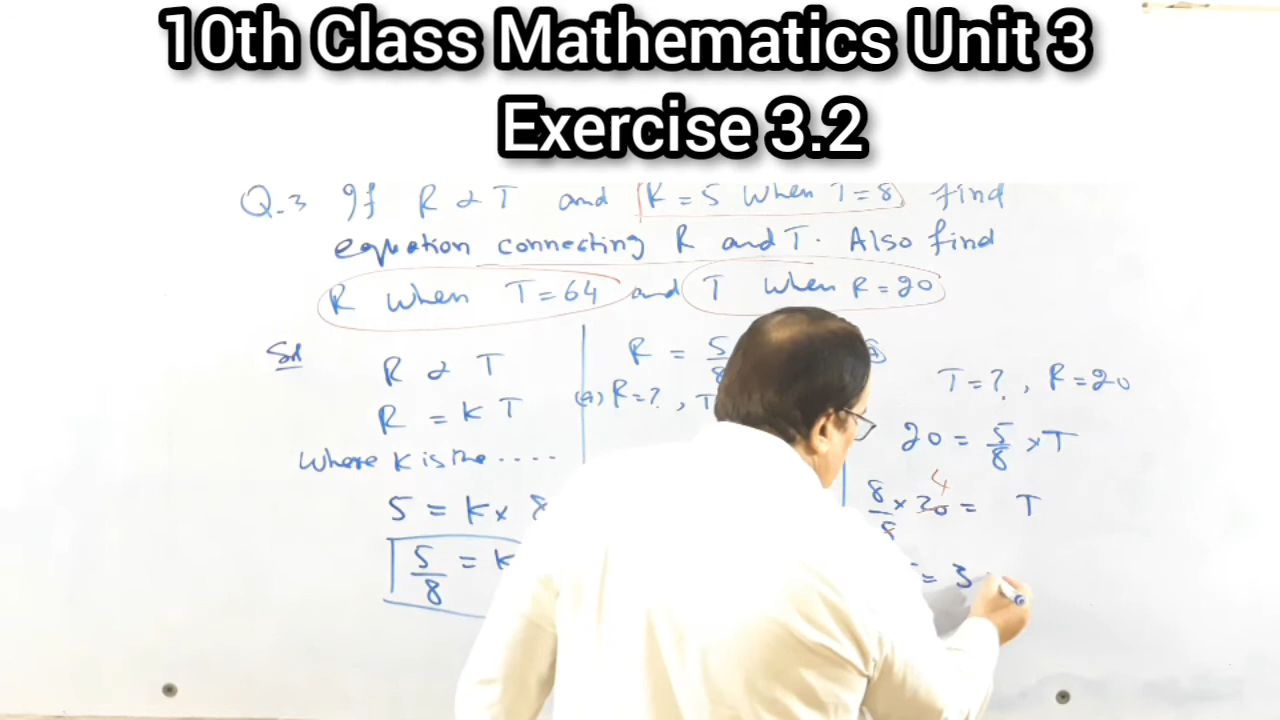 10th Class Mathematics Unit 3
Exercise 3.2
Q.3 If R α T and R = 5 when T = 8 find
equation connecting R and T. Also find
R when T = 64 and T when R = 20
Sol
R α T
R = K T
Where K is the ....
5 = K × 8
5/8 = K
R = 5/8
(a) R = ? , T
T = ? , R = 20
20 = 5/8 × T
8/5 × 20 = T
4
= 3